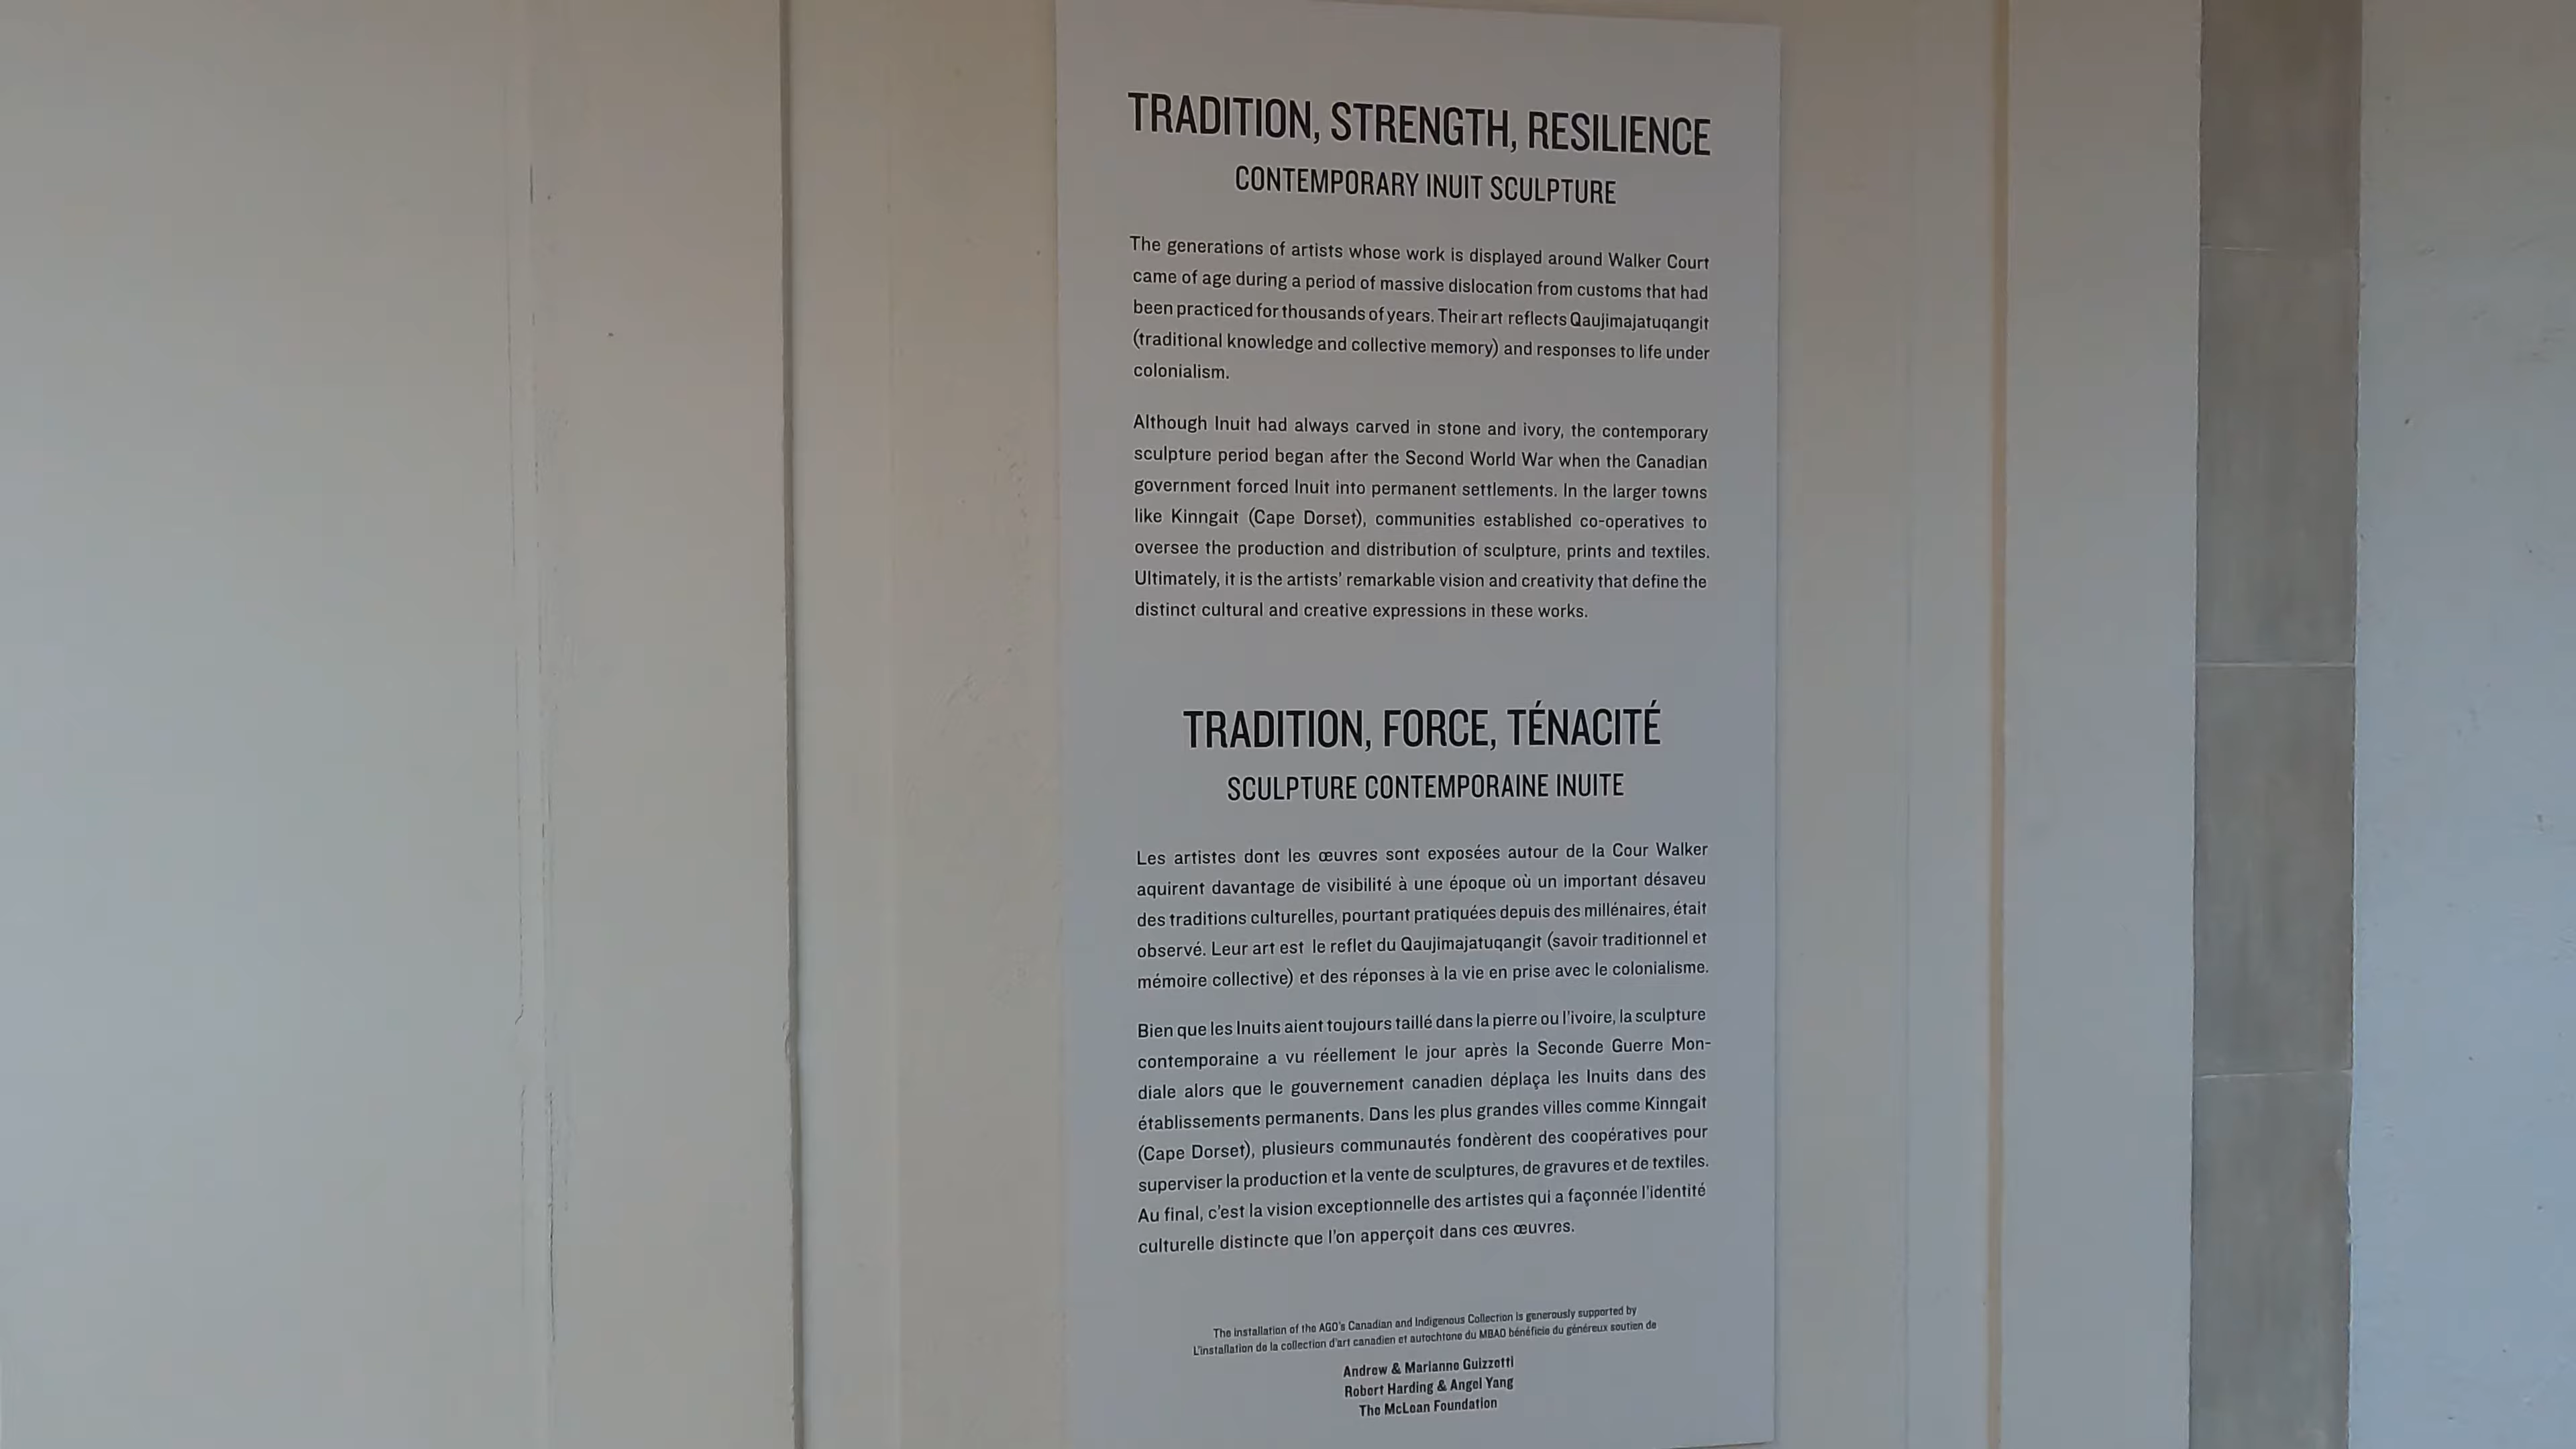 TRADITION, STRENGTH, RESILIENCE
CONTEMPORARY INUIT SCULPTURE
The generations of artists whose work is displayed around Walker Court
came of age during a period of massive dislocation from customs that had
been practiced for thousands of years. Their art reflects Qaujimajatuqangit
(traditional knowledge and collective memory) and responses to life under
colonialism.
Although Inuit had always carved in stone and ivory, the contemporary
sculpture period began after the Second World War when the Canadian
government forced Inuit into permanent settlements. In the larger towns
like Kinngait (Cape Dorset), communities established co-operatives to
oversee the production and distribution of sculpture, prints and textiles.
Ultimately, it is the artists' remarkable vision and creativity that define the
distinct cultural and creative expressions in these works.
TRADITION, FORCE, TÉNACITÉ
SCULPTURE CONTEMPORAINE INUITE
Les artistes dont les œuvres sont exposées autour de la Cour Walker
aquirent davantage de visibilité à une époque où un important désaveu
des traditions culturelles, pourtant pratiquées depuis des millénaires, était
observé. Leur art est le reflet du Qaujimajatuqangit (savoir traditionnel et
mémoire collective) et des réponses à la vie en prise avec le colonialisme.
Bien que les Inuits aient toujours taillé dans la pierre ou l'ivoire, la sculpture
contemporaine a vu réellement le jour après la Seconde Guerre Mon-
diale alors que le gouvernement canadien déplaça les Inuits dans des
établissements permanents. Dans les plus grandes villes comme Kinngait
(Cape Dorset), plusieurs communautés fondèrent des coopératives pour
superviser la production et la vente de sculptures, de gravures et de textiles.
Au final, c'est la vision exceptionnelle des artistes qui a façonnée l'identité
culturelle distincte que l'on apperçoit dans ces œuvres.
The installation of the AGO's Canadian and Indigenous Collection is generously supported by
L'installation de la collection d'art canadien et autochtone du MBAO bénéficie du généreux soutien de
Andrew & Marianne Guizzetti
Robert Harding & Angel Yang
The McLean Foundation